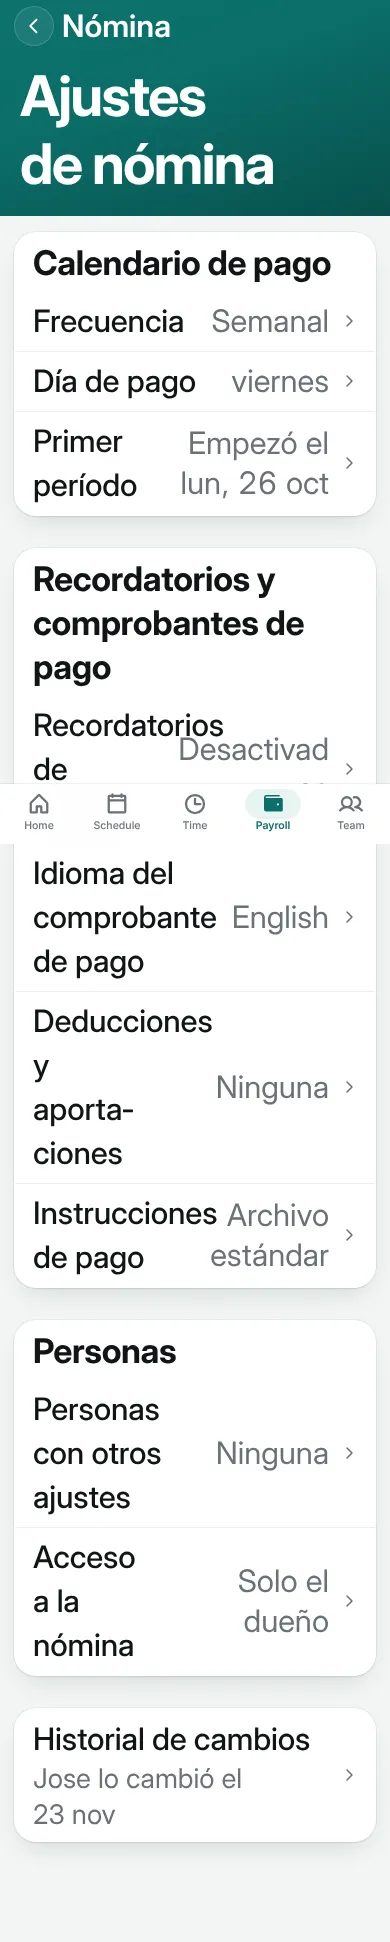 Nómina
Ajustes
de nómina
Calendario de pago
Frecuencia Semanal
Día de pago viernes
Primer
período
Empezó el
lun, 26 oct
Recordatorios y
comprobantes de
pago
Recordatorios
de
Desactivad
Home Schedule Time Payroll Team
Idioma del
comprobante
de pago
English
Deducciones
y
aporta-
ciones
Ninguna
Instrucciones
de pago
Archivo
estándar
Personas
Personas
con otros
ajustes
Ninguna
Acceso
a la
nómina
Solo el
dueño
Historial de cambios
Jose lo cambió el
23 nov